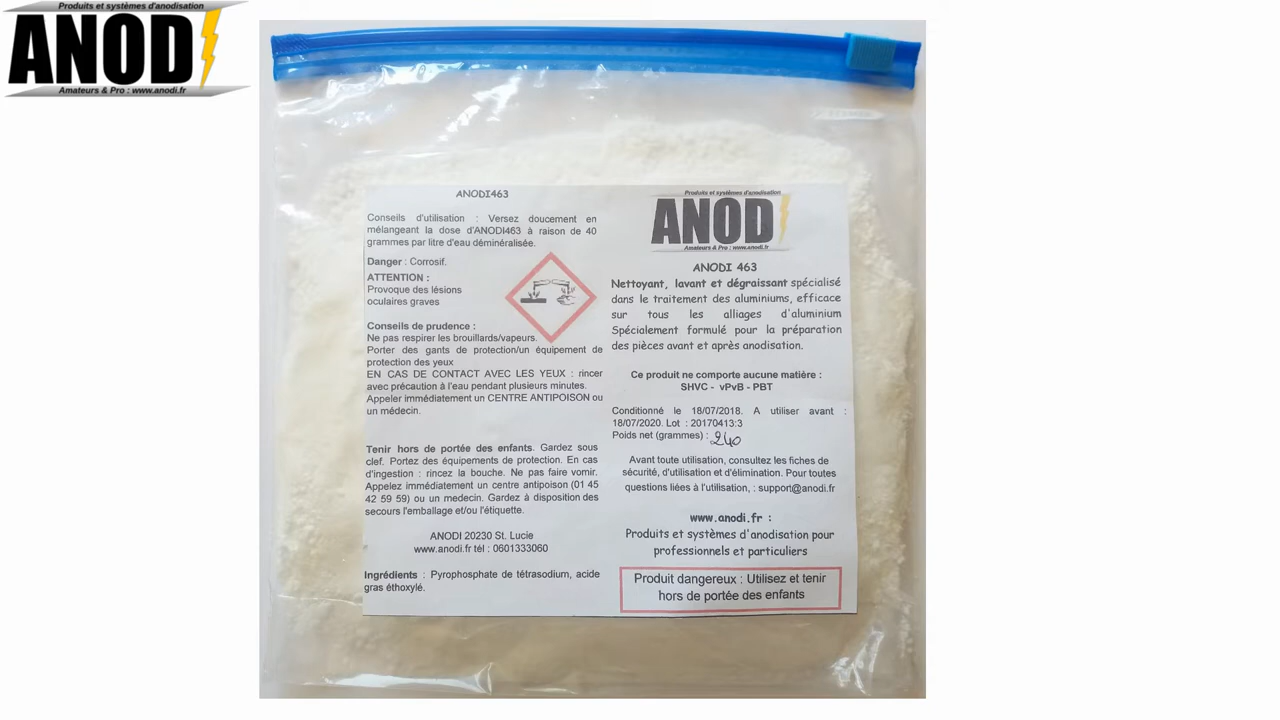 Produits et systèmes d'anodisation
ANODI
Amateurs & Pro : www.anodi.fr
ANODI463
Conseils d'utilisation : Versez doucement en
mélangeant la dose d'ANODI463 à raison de 40
grammes par litre d'eau déminéralisée.
Danger : Corrosif.
ATTENTION :
Provoque des lésions
oculaires graves
Conseils de prudence :
Ne pas respirer les brouillards/vapeurs.
Porter des gants de protection/un équipement de
protection des yeux
EN CAS DE CONTACT AVEC LES YEUX : rincer
avec précaution à l'eau pendant plusieurs minutes.
Appeler immédiatement un CENTRE ANTIPOISON ou
un médecin.
Tenir hors de portée des enfants. Gardez sous
clef. Portez des équipements de protection. En cas
d'ingestion : rincez la bouche. Ne pas faire vomir.
Appelez immédiatement un centre antipoison (01 45
42 59 59) ou un medecin. Gardez à disposition des
secours l'emballage et/ou l'étiquette.
ANODI 20230 St. Lucie
www.anodi.fr tél : 0601333060
Ingrédients : Pyrophosphate de tétrasodium, acide
gras éthoxylé.
Produits et systèmes d'anodisation
ANODI
Amateurs & Pro : www.anodi.fr
ANODI 463
Nettoyant, lavant et dégraissant spécialisé
dans le traitement des aluminiums, efficace
sur tous les alliages d'aluminium
Spécialement formulé pour la préparation
des pièces avant et après anodisation.
Ce produit ne comporte aucune matière :
SHVC - vPvB - PBT
Conditionné le 18/07/2018. A utiliser avant :
18/07/2020. Lot : 20170413:3
Poids net (grammes) : 240
Avant toute utilisation, consultez les fiches de
sécurité, d'utilisation et d'élimination. Pour toutes
questions liées à l'utilisation, : support@anodi.fr
www.anodi.fr :
Produits et systèmes d'anodisation pour
professionnels et particuliers
Produit dangereux : Utilisez et tenir
hors de portée des enfants